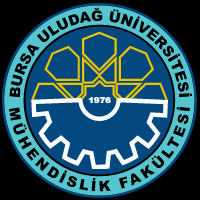 BURSA ULUDAĞ ÜNİVERSİTESİ
1976
MÜHENDİSLİK FAKÜLTESİ